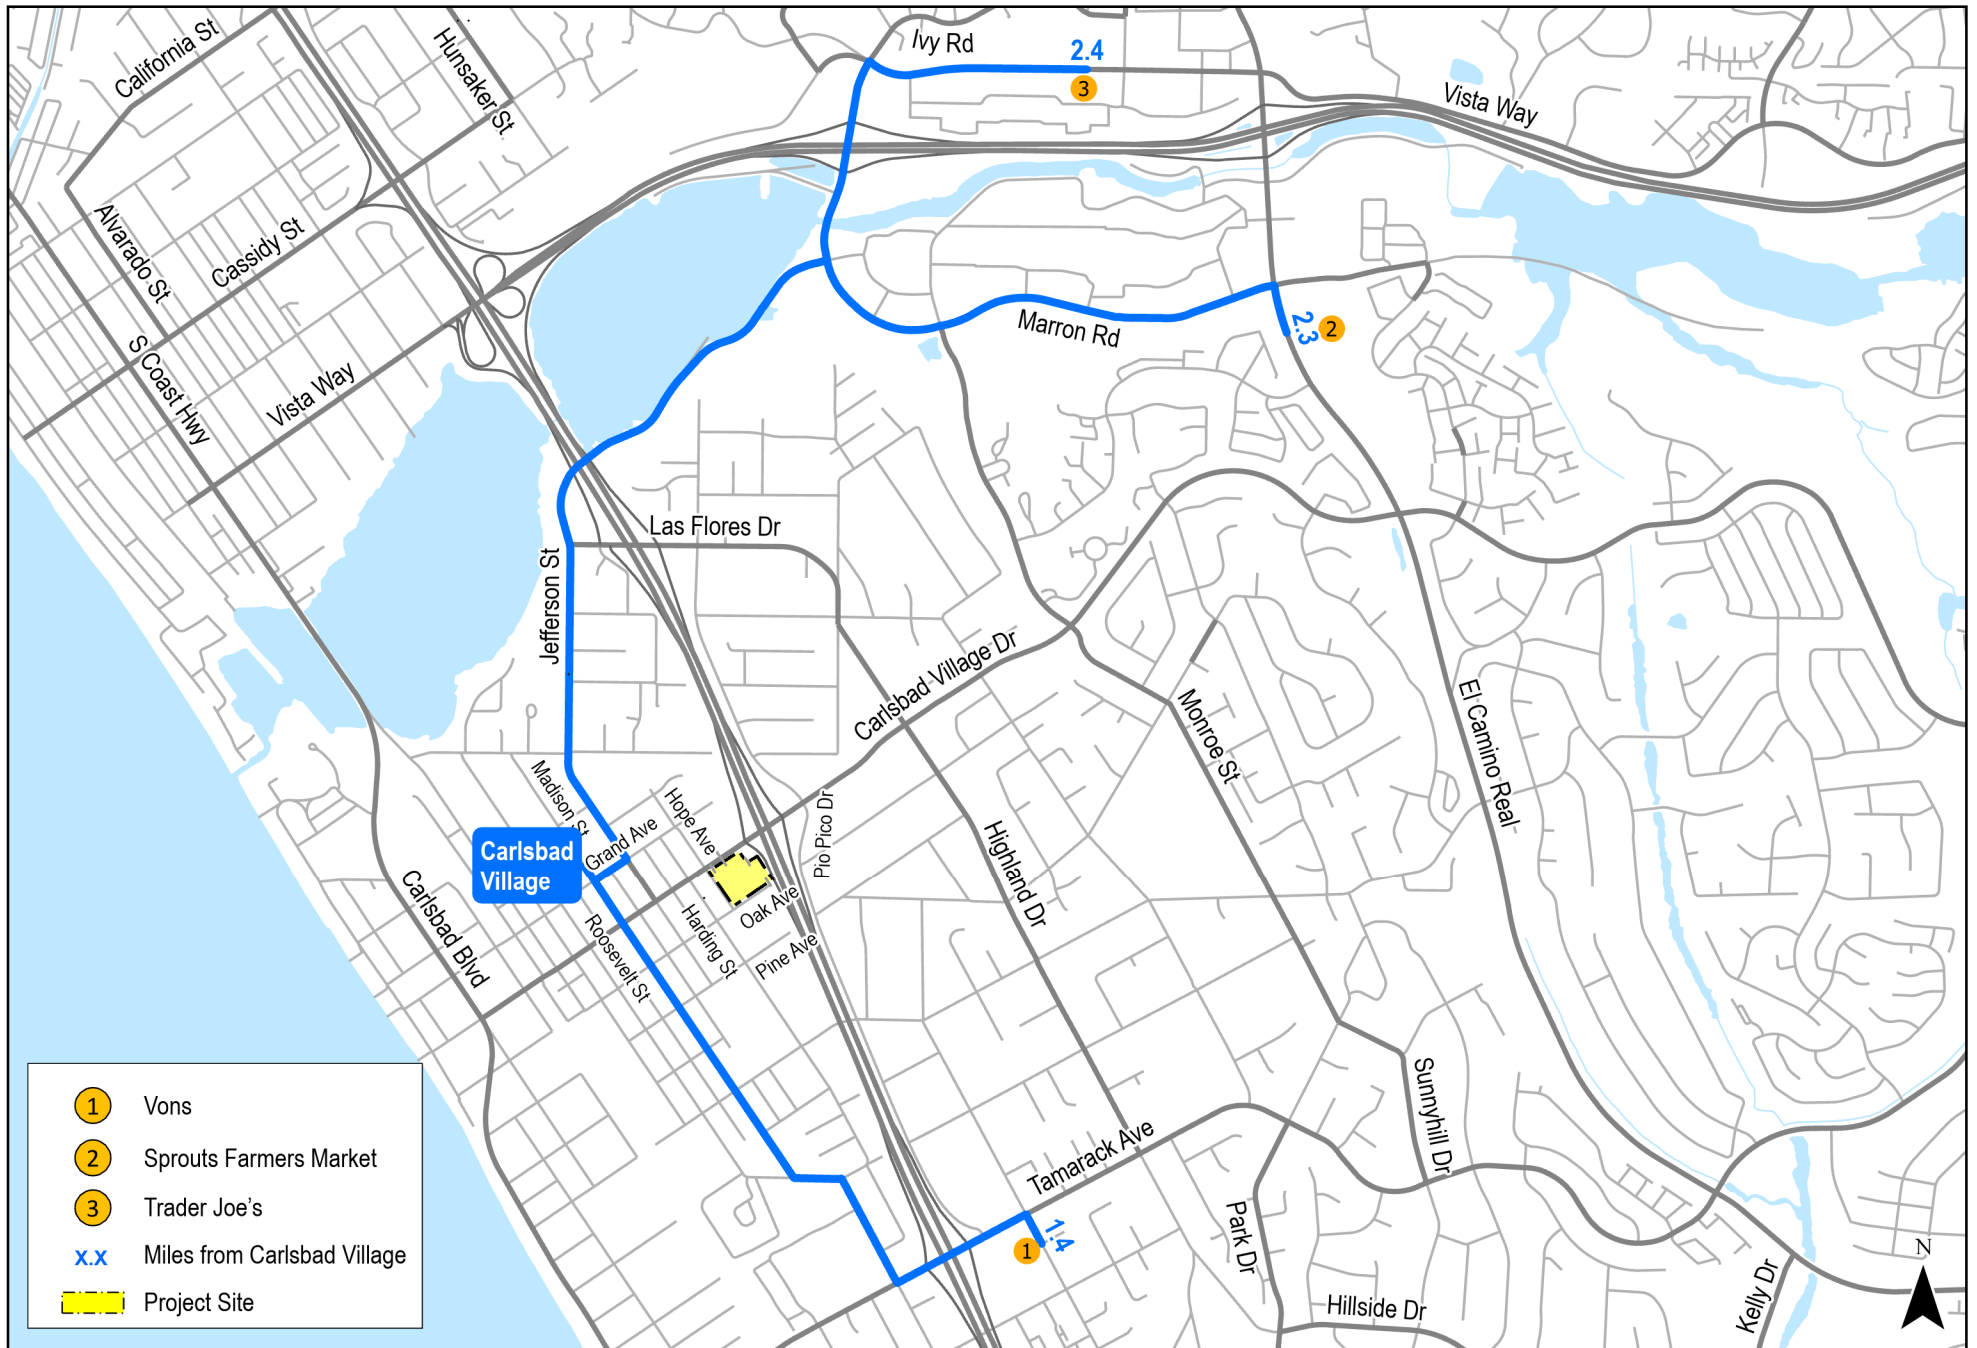 California St
Hunsaker St
Ivy Rd
2.4
3
Vista Way
Alvarado St
Cassidy St
S Coast Hwy
Vista Way
Marron Rd
2.3
2
Las Flores Dr
Jefferson St
Carlsbad Village Dr
Monroe St
El Camino Real
Madison St
Hope Ave
Grand Ave
Pio Pico Dr
Carlsbad
Village
Highland Dr
Oak Ave
Carlsbad Blvd
Roosevelt St
Harding St
Pine Ave
Sunnyhill Dr
Tamarack Ave
Park Dr
1.4
1
Hillside Dr
Kelly Dr
N
1 Vons
2 Sprouts Farmers Market
3 Trader Joe's
x.x Miles from Carlsbad Village
Project Site